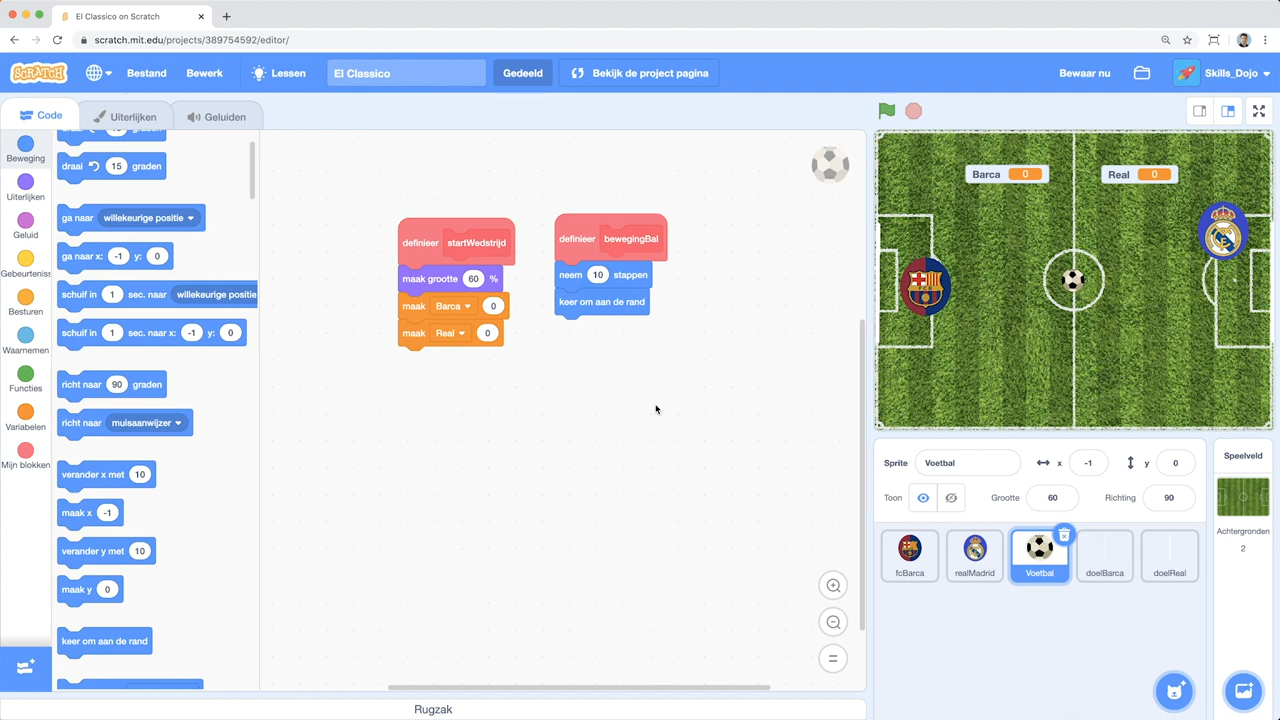 El Classico on Scratch
scratch.mit.edu/projects/389754592/editor/
SCRATCH
Bestand
Bewerk
Lessen
El Classico
Gedeeld
Bekijk de project pagina
Bewaar nu
Skills_Dojo
Code
Uiterlijken
Geluiden
Beweging
Uiterlijken
Geluid
Gebeurteniss
Besturen
Waarnemen
Functies
Variabelen
Mijn blokken
draai 15 graden
ga naar willekeurige positie
ga naar x: -1 y: 0
schuif in 1 sec. naar willekeurige positie
schuif in 1 sec. naar x: -1 y: 0
richt naar 90 graden
richt naar muisaanwijzer
verander x met 10
maak x -1
verander y met 10
maak y 0
keer om aan de rand
definieer startWedstrijd
maak grootte 60 %
maak Barca 0
maak Real 0
definieer bewegingBal
neem 10 stappen
keer om aan de rand
Barca 0
Real 0
Sprite Voetbal x -1 y 0
Toon Grootte 60 Richting 90
fcBarca
realMadrid
Voetbal
doelBarca
doelReal
Speelveld
Achtergronden
2
Rugzak